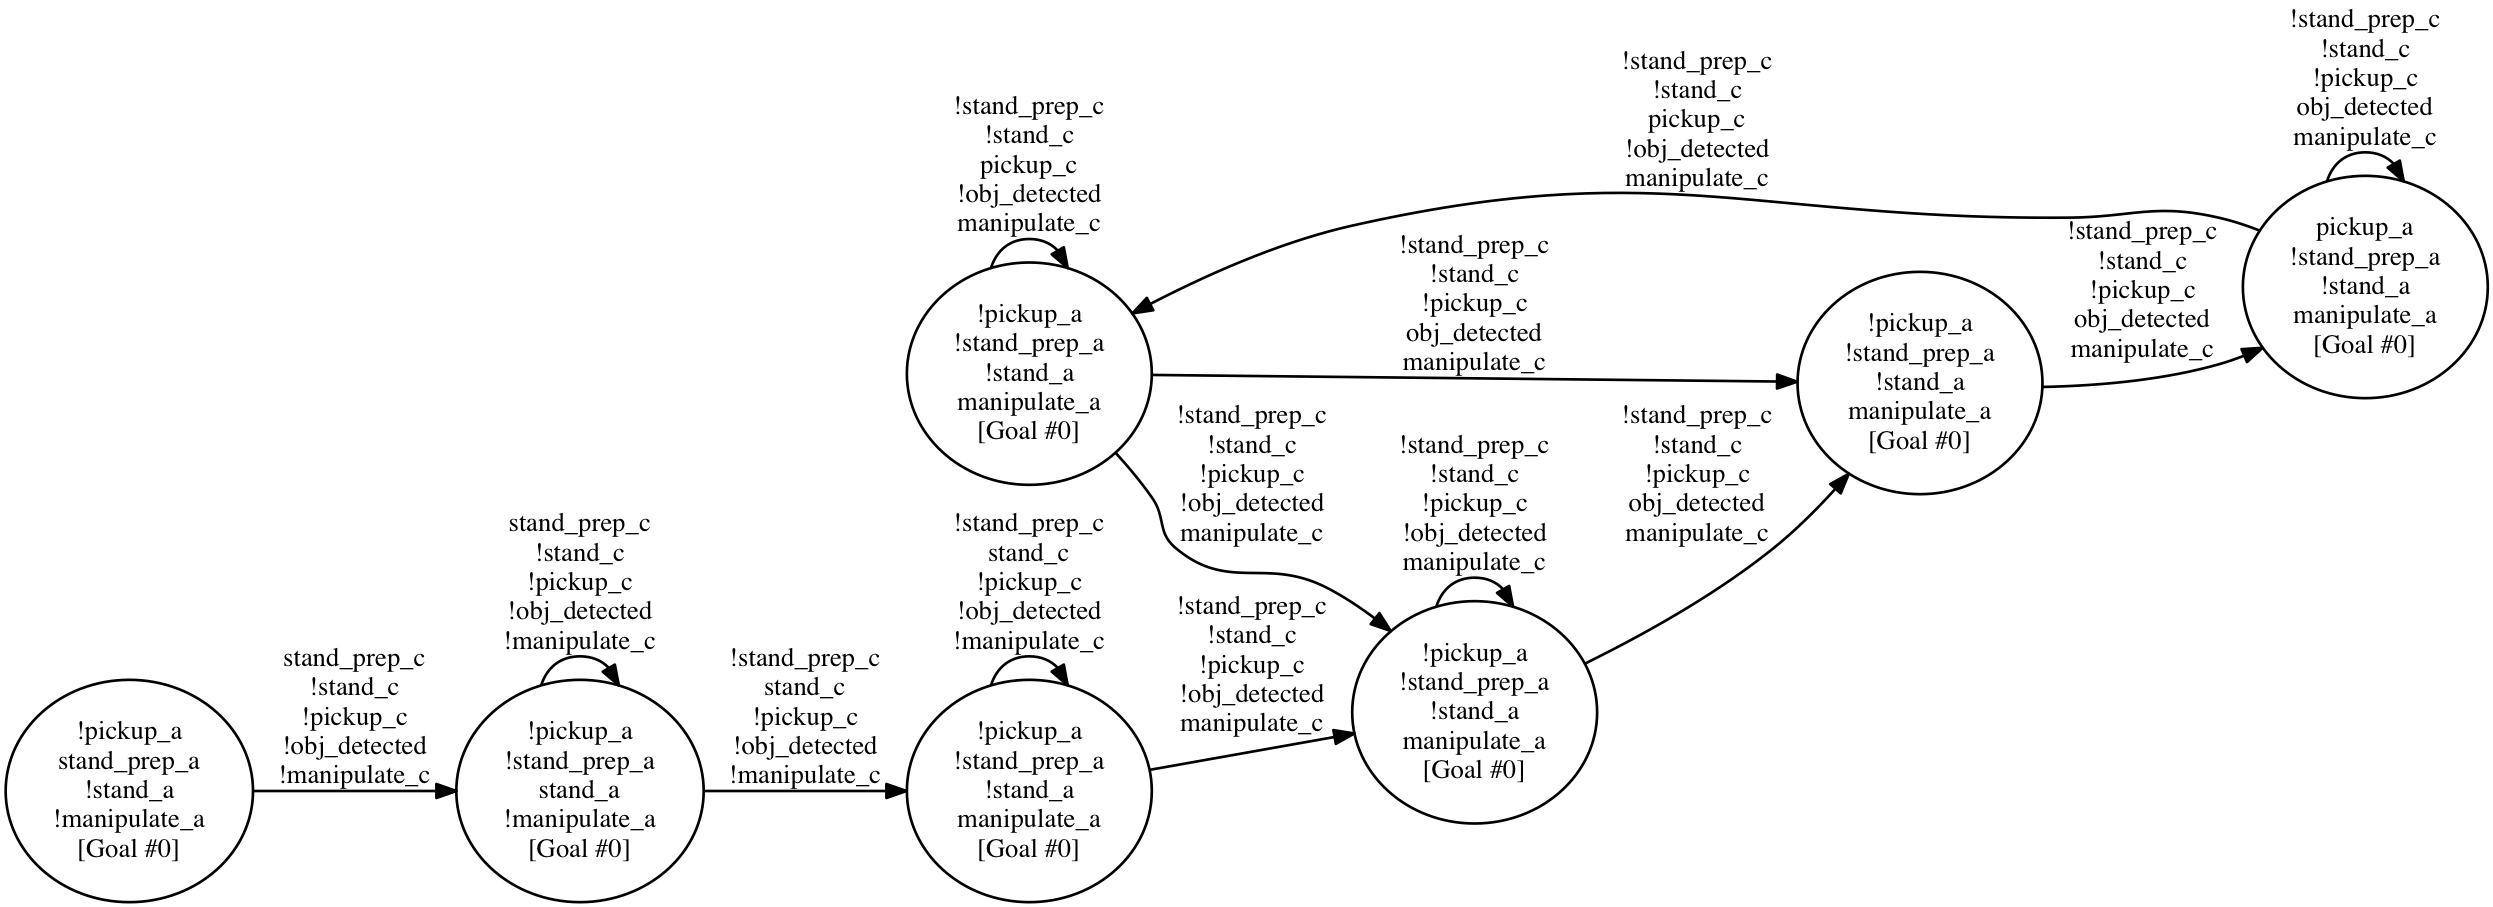 !stand_prep_c
!stand_c
!pickup_c
obj_detected
manipulate_c
!stand_prep_c
!stand_c
pickup_c
!obj_detected
manipulate_c
!stand_prep_c
!stand_c
pickup_c
!obj_detected
manipulate_c
pickup_a
!stand_prep_a
!stand_a
manipulate_a
[Goal #0]
!stand_prep_c
!stand_c
!pickup_c
obj_detected
manipulate_c
!stand_prep_c
!stand_c
!pickup_c
obj_detected
manipulate_c
!pickup_a
!stand_prep_a
!stand_a
manipulate_a
[Goal #0]
!pickup_a
!stand_prep_a
!stand_a
manipulate_a
[Goal #0]
!stand_prep_c
!stand_c
!pickup_c
!obj_detected
manipulate_c
!stand_prep_c
!stand_c
!pickup_c
!obj_detected
manipulate_c
!stand_prep_c
!stand_c
!pickup_c
obj_detected
manipulate_c
stand_prep_c
!stand_c
!pickup_c
!obj_detected
!manipulate_c
!stand_prep_c
stand_c
!pickup_c
!obj_detected
!manipulate_c
!stand_prep_c
!stand_c
!pickup_c
!obj_detected
manipulate_c
!pickup_a
!stand_prep_a
!stand_a
manipulate_a
[Goal #0]
stand_prep_c
!stand_c
!pickup_c
!obj_detected
!manipulate_c
!stand_prep_c
stand_c
!pickup_c
!obj_detected
!manipulate_c
!pickup_a
stand_prep_a
!stand_a
!manipulate_a
[Goal #0]
!pickup_a
!stand_prep_a
stand_a
!manipulate_a
[Goal #0]
!pickup_a
!stand_prep_a
!stand_a
manipulate_a
[Goal #0]